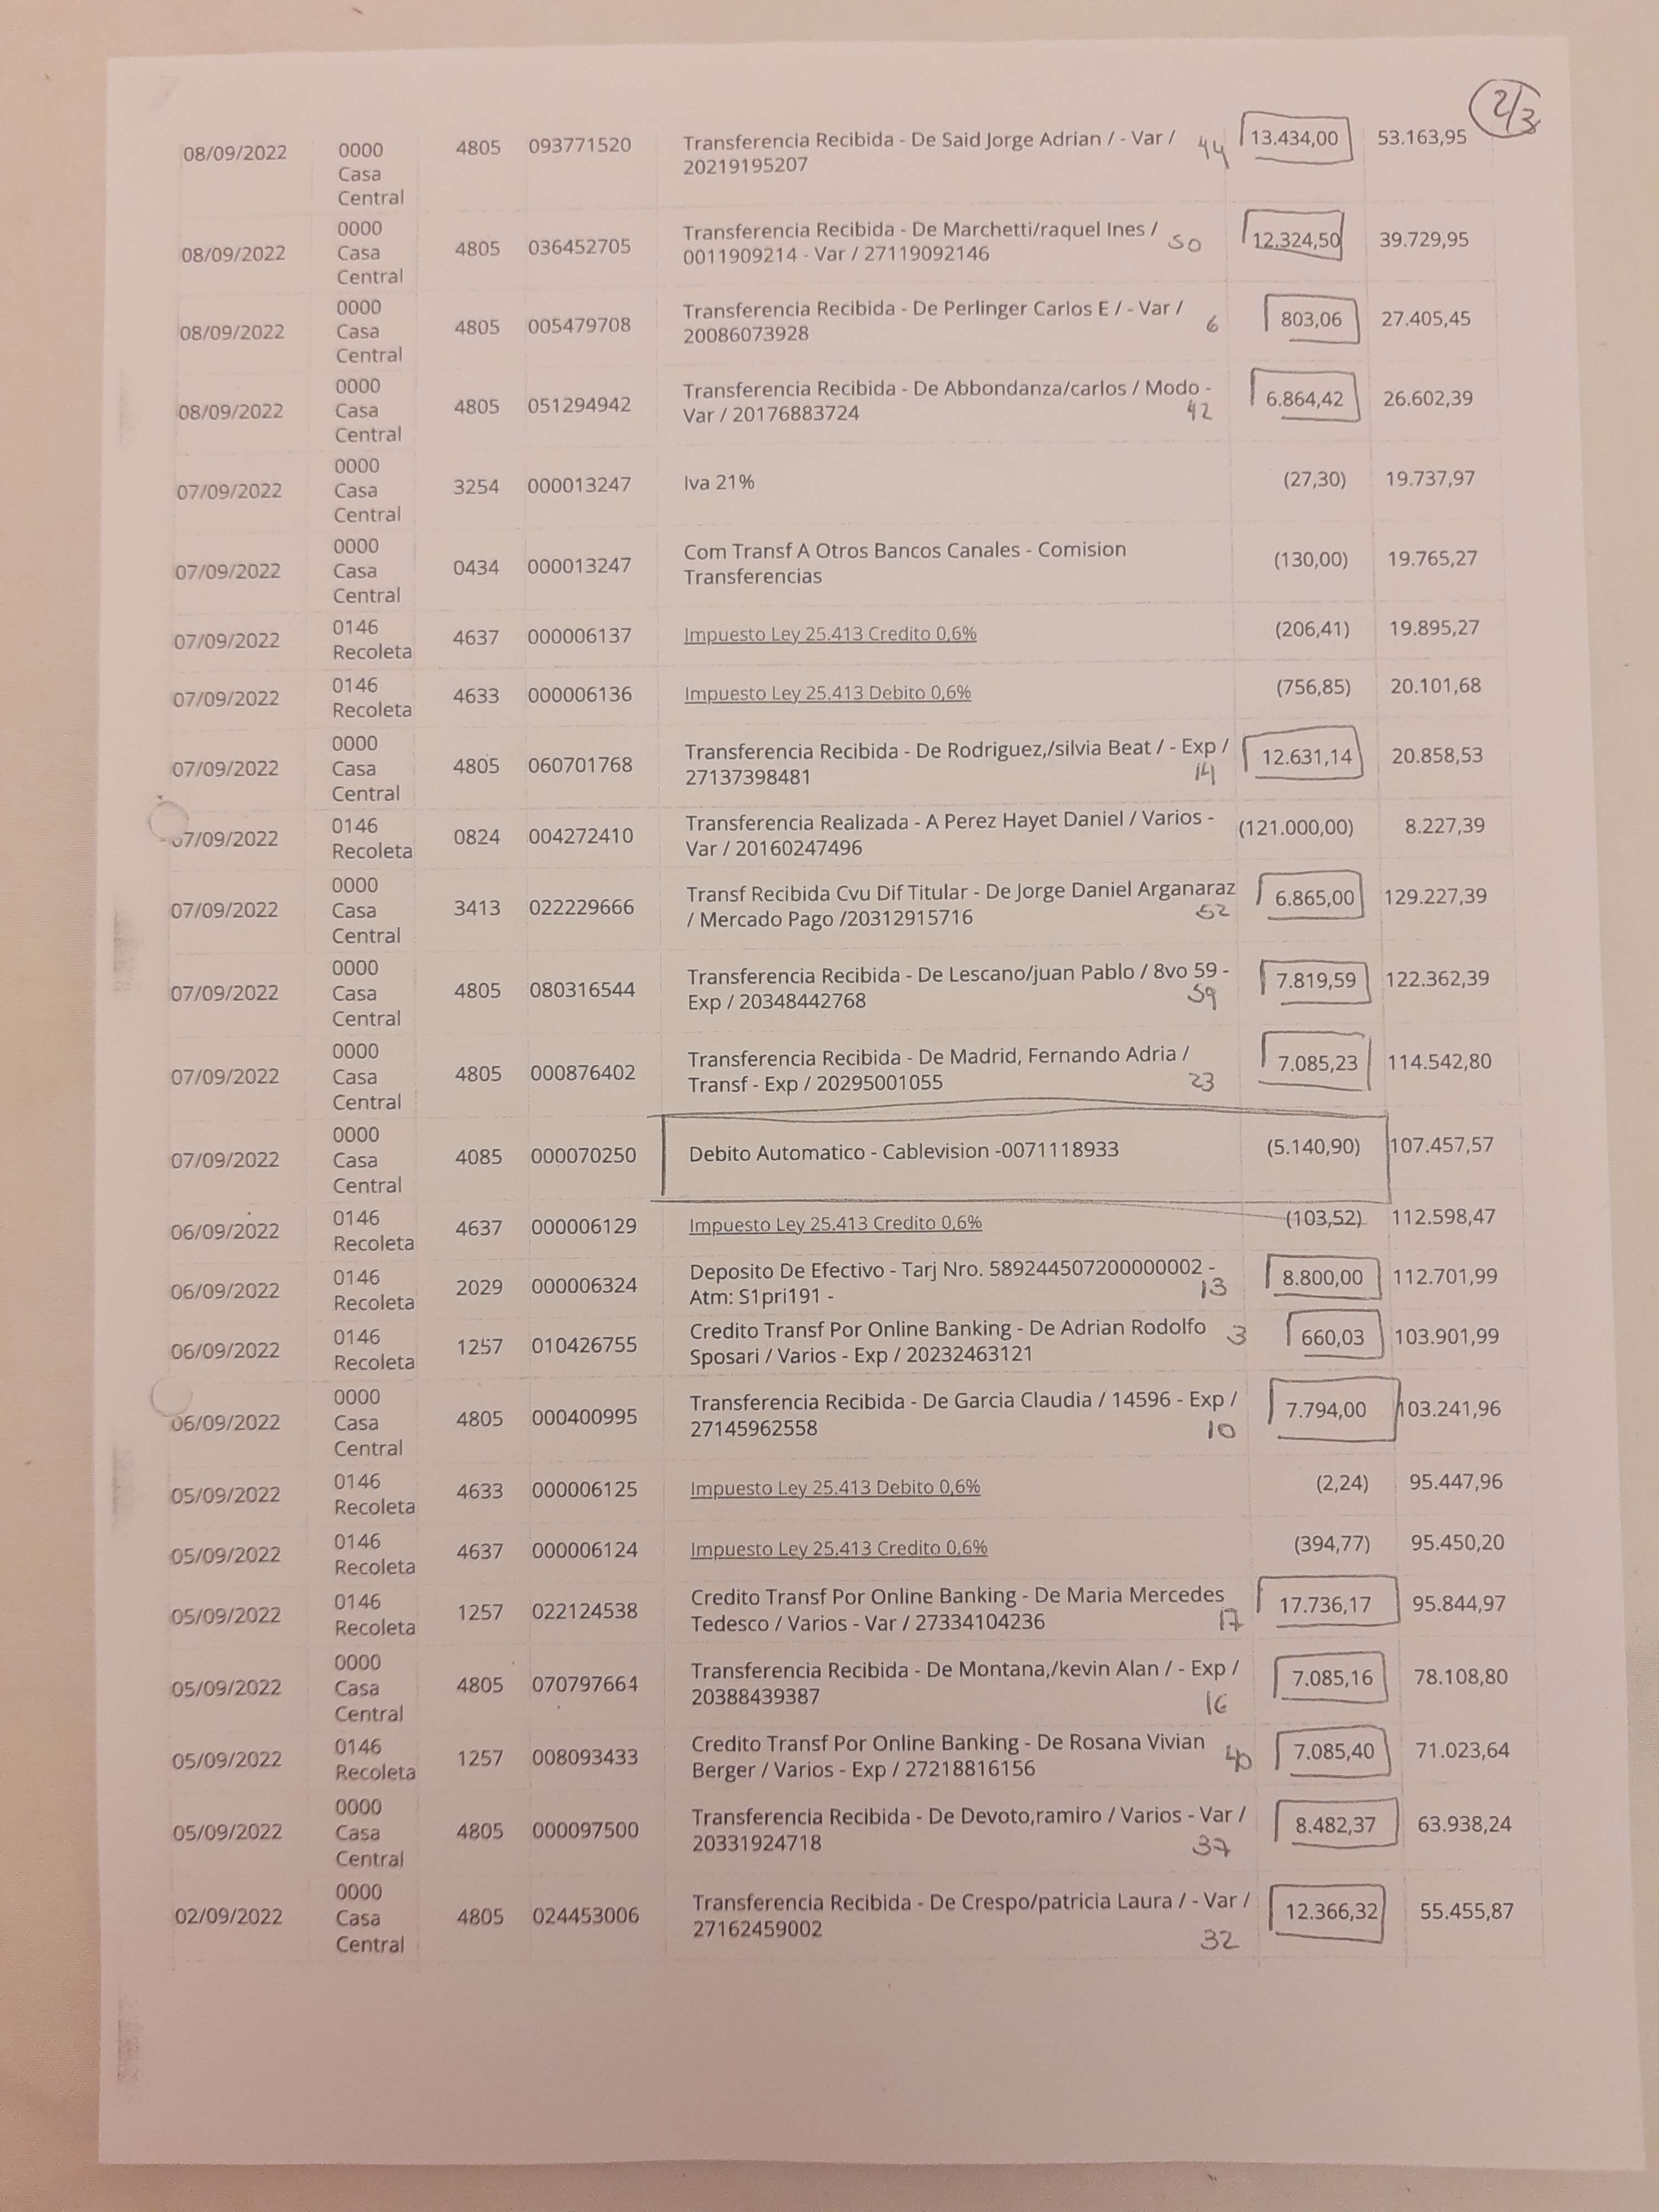 2/3
08/09/2022 0000 4805 093771520 Transferencia Recibida - De Said Jorge Adrian / - Var / 44 13.434,00 53.163,95
Casa 20219195207
Central
08/09/2022 0000 4805 036452705 Transferencia Recibida - De Marchetti/raquel Ines / 50 12.324,50 39.729,95
Casa 0011909214 - Var / 27119092146
Central
08/09/2022 0000 4805 005479708 Transferencia Recibida - De Perlinger Carlos E / - Var / 6 803,06 27.405,45
Casa 20086073928
Central
08/09/2022 0000 4805 051294942 Transferencia Recibida - De Abbondanza/carlos / Modo - 6.864,42 26.602,39
Casa Var / 20176883724 42
Central
07/09/2022 0000 3254 000013247 Iva 21% (27,30) 19.737,97
Casa
Central
07/09/2022 0000 0434 000013247 Com Transf A Otros Bancos Canales - Comision (130,00) 19.765,27
Casa Transferencias
Central
07/09/2022 0146 4637 000006137 Impuesto Ley 25.413 Credito 0,6% (206,41) 19.895,27
Recoleta
07/09/2022 0146 4633 000006136 Impuesto Ley 25.413 Debito 0,6% (756,85) 20.101,68
Recoleta
07/09/2022 0000 4805 060701768 Transferencia Recibida - De Rodriguez,/silvia Beat / - Exp / 12.631,14 20.858,53
Casa 27137398481 14
Central
07/09/2022 0146 0824 004272410 Transferencia Realizada - A Perez Hayet Daniel / Varios - (121.000,00) 8.227,39
Recoleta Var / 20160247496
07/09/2022 0000 3413 022229666 Transf Recibida Cvu Dif Titular - De Jorge Daniel Arganaraz 6.865,00 129.227,39
Casa / Mercado Pago /20312915716 52
Central
07/09/2022 0000 4805 080316544 Transferencia Recibida - De Lescano/juan Pablo / 8vo 59 - 7.819,59 122.362,39
Casa Exp / 20348442768 59
Central
07/09/2022 0000 4805 000876402 Transferencia Recibida - De Madrid, Fernando Adria / 7.085,23 114.542,80
Casa Transf - Exp / 20295001055 23
Central
07/09/2022 0000 4085 000070250 Debito Automatico - Cablevision -0071118933 (5.140,90) 107.457,57
Casa
Central
06/09/2022 0146 4637 000006129 Impuesto Ley 25.413 Credito 0,6% (103,52) 112.598,47
Recoleta
06/09/2022 0146 2029 000006324 Deposito De Efectivo - Tarj Nro. 589244507200000002 - 8.800,00 112.701,99
Recoleta Atm: S1pri191 - 13
06/09/2022 0146 1257 010426755 Credito Transf Por Online Banking - De Adrian Rodolfo 3 660,03 103.901,99
Recoleta Sposari / Varios - Exp / 20232463121
06/09/2022 0000 4805 000400995 Transferencia Recibida - De Garcia Claudia / 14596 - Exp / 7.794,00 103.241,96
Casa 27145962558 10
Central
05/09/2022 0146 4633 000006125 Impuesto Ley 25.413 Debito 0,6% (2,24) 95.447,96
Recoleta
05/09/2022 0146 4637 000006124 Impuesto Ley 25.413 Credito 0,6% (394,77) 95.450,20
Recoleta
05/09/2022 0146 1257 022124538 Credito Transf Por Online Banking - De Maria Mercedes 17.736,17 95.844,97
Recoleta Tedesco / Varios - Var / 27334104236 17
05/09/2022 0000 4805 070797664 Transferencia Recibida - De Montana,/kevin Alan / - Exp / 7.085,16 78.108,80
Casa 20388439387 16
Central
05/09/2022 0146 1257 008093433 Credito Transf Por Online Banking - De Rosana Vivian 40 7.085,40 71.023,64
Recoleta Berger / Varios - Exp / 27218816156
05/09/2022 0000 4805 000097500 Transferencia Recibida - De Devoto,ramiro / Varios - Var / 8.482,37 63.938,24
Casa 20331924718 37
Central
02/09/2022 0000 4805 024453006 Transferencia Recibida - De Crespo/patricia Laura / - Var / 12.366,32 55.455,87
Casa 27162459002 32
Central